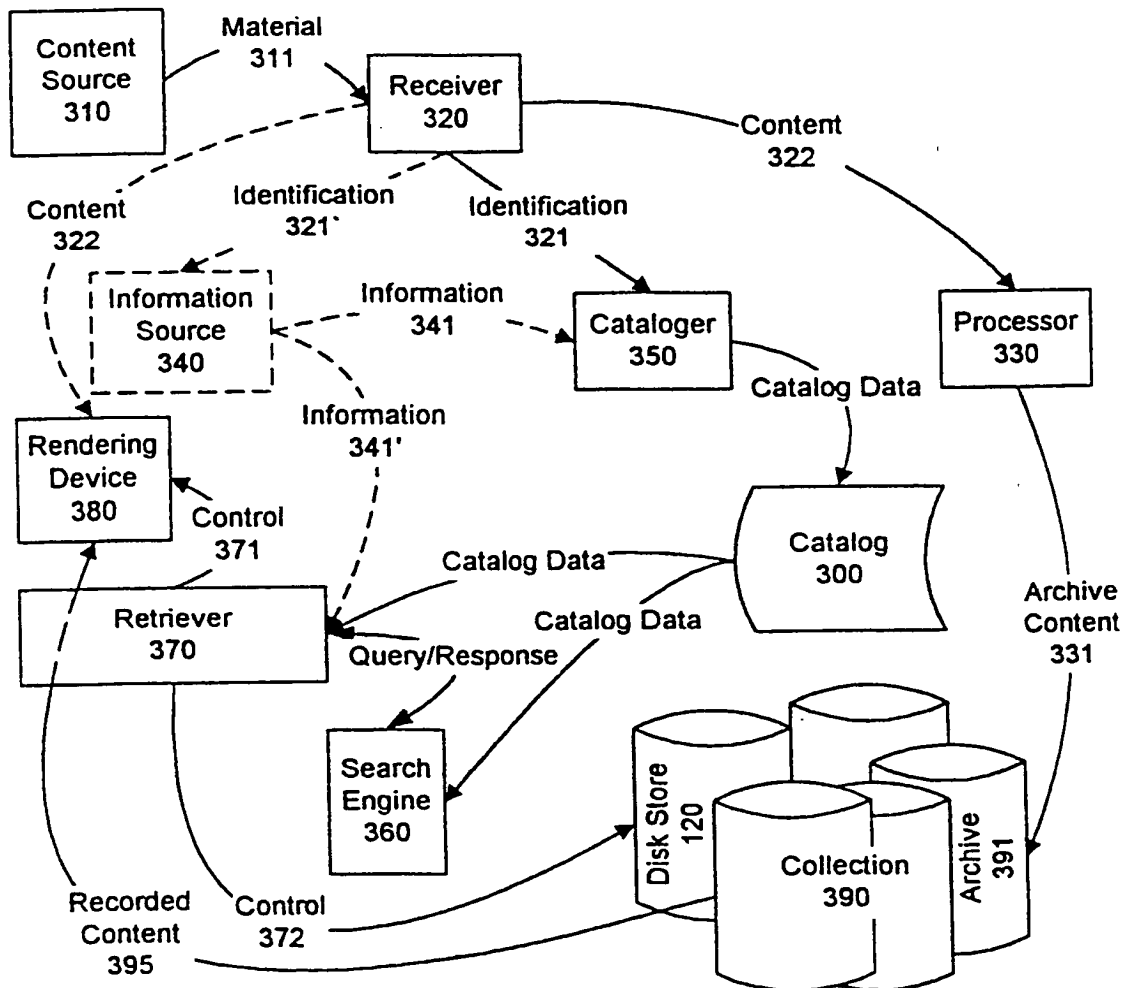 Content
Source
310
Material
311
Receiver
320
Content
322
Content
322
Identification
321'
Identification
321
Information
Source
340
Information
341
Cataloger
350
Processor
330
Catalog Data
Information
341'
Rendering
Device
380
Control
371
Catalog Data
Catalog
300
Retriever
370
Catalog Data
Archive
Content
331
Query/Response
Search
Engine
360
Disk Store
120
Archive
391
Collection
390
Recorded
Content
395
Control
372